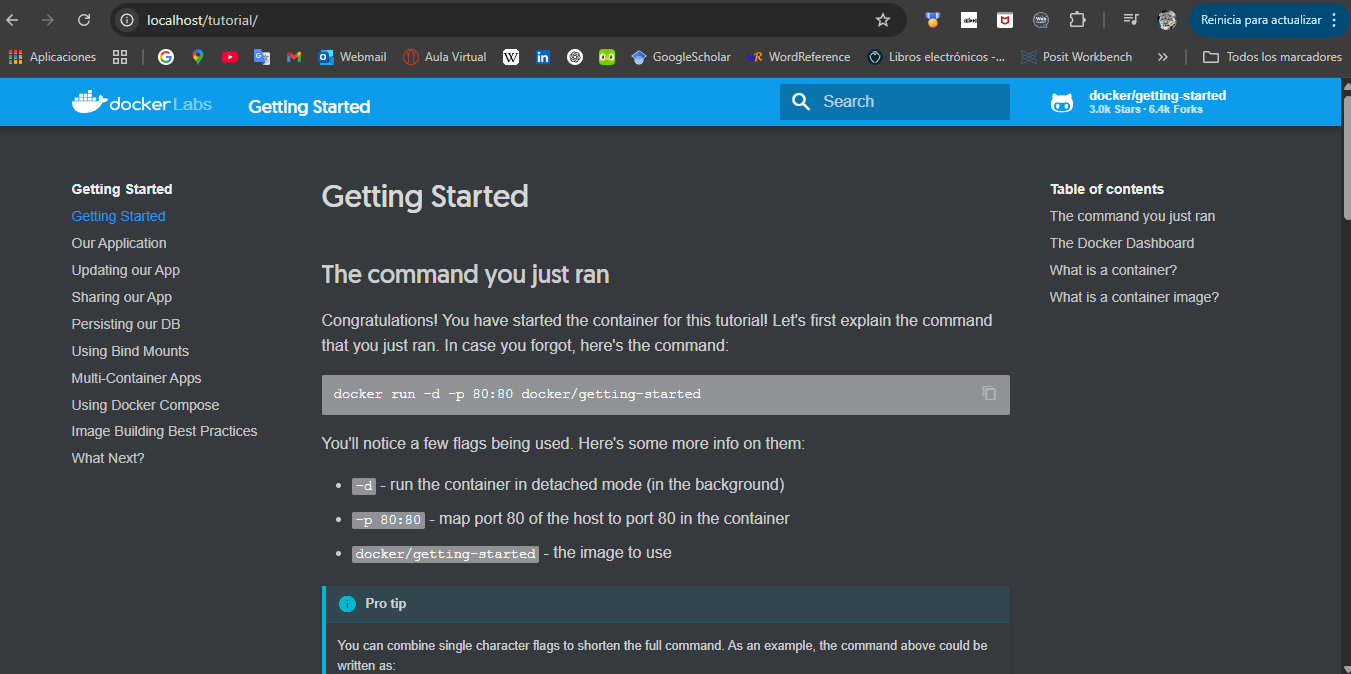 localhost/tutorial/
Reinicia para actualizar
Aplicaciones
Webmail
Aula Virtual
W
in
GoogleScholar
WordReference
Libros electrónicos -...
Posit Workbench
»
Todos los marcadores
docker Labs
Getting Started
Search
docker/getting-started
3.0k Stars · 6.4k Forks
Getting Started
Getting Started
Our Application
Updating our App
Sharing our App
Persisting our DB
Using Bind Mounts
Multi-Container Apps
Using Docker Compose
Image Building Best Practices
What Next?
Getting Started
The command you just ran
Congratulations! You have started the container for this tutorial! Let's first explain the command
that you just ran. In case you forgot, here's the command:
docker run -d -p 80:80 docker/getting-started
You'll notice a few flags being used. Here's some more info on them:
-d - run the container in detached mode (in the background)
-p 80:80 - map port 80 of the host to port 80 in the container
docker/getting-started - the image to use
Pro tip
You can combine single character flags to shorten the full command. As an example, the command above could be
written as:
Table of contents
The command you just ran
The Docker Dashboard
What is a container?
What is a container image?